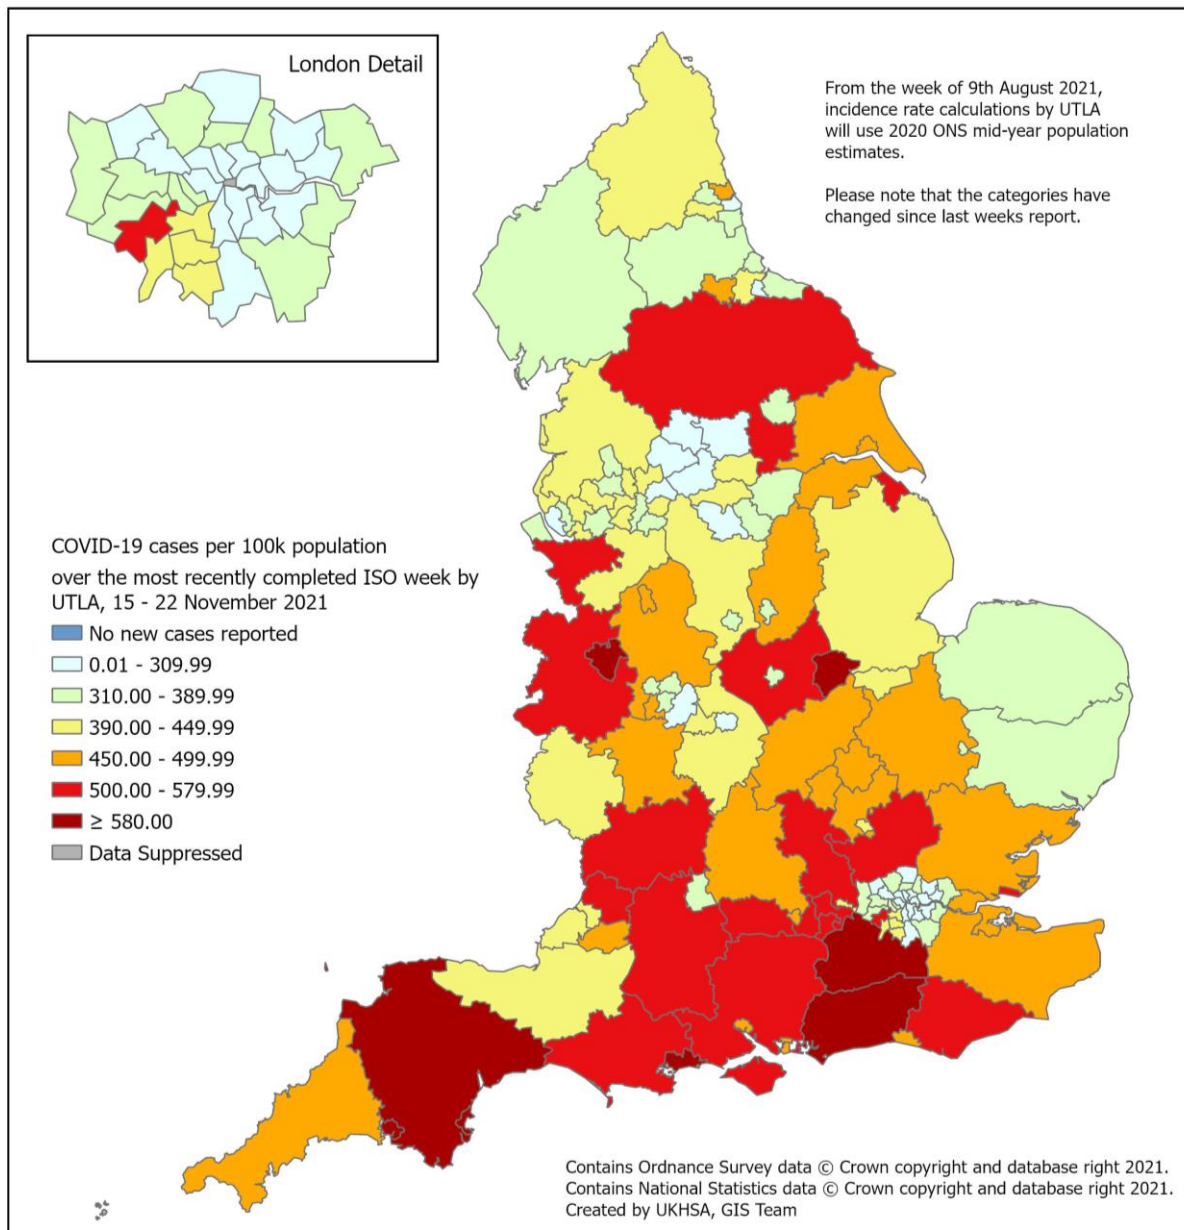 London Detail
From the week of 9th August 2021,
incidence rate calculations by UTLA
will use 2020 ONS mid-year population
estimates.
Please note that the categories have
changed since last weeks report.
COVID-19 cases per 100k population
over the most recently completed ISO week by
UTLA, 15 - 22 November 2021
No new cases reported
0.01 - 309.99
310.00 - 389.99
390.00 - 449.99
450.00 - 499.99
500.00 - 579.99
≥ 580.00
Data Suppressed
Contains Ordnance Survey data © Crown copyright and database right 2021.
Contains National Statistics data © Crown copyright and database right 2021.
Created by UKHSA, GIS Team